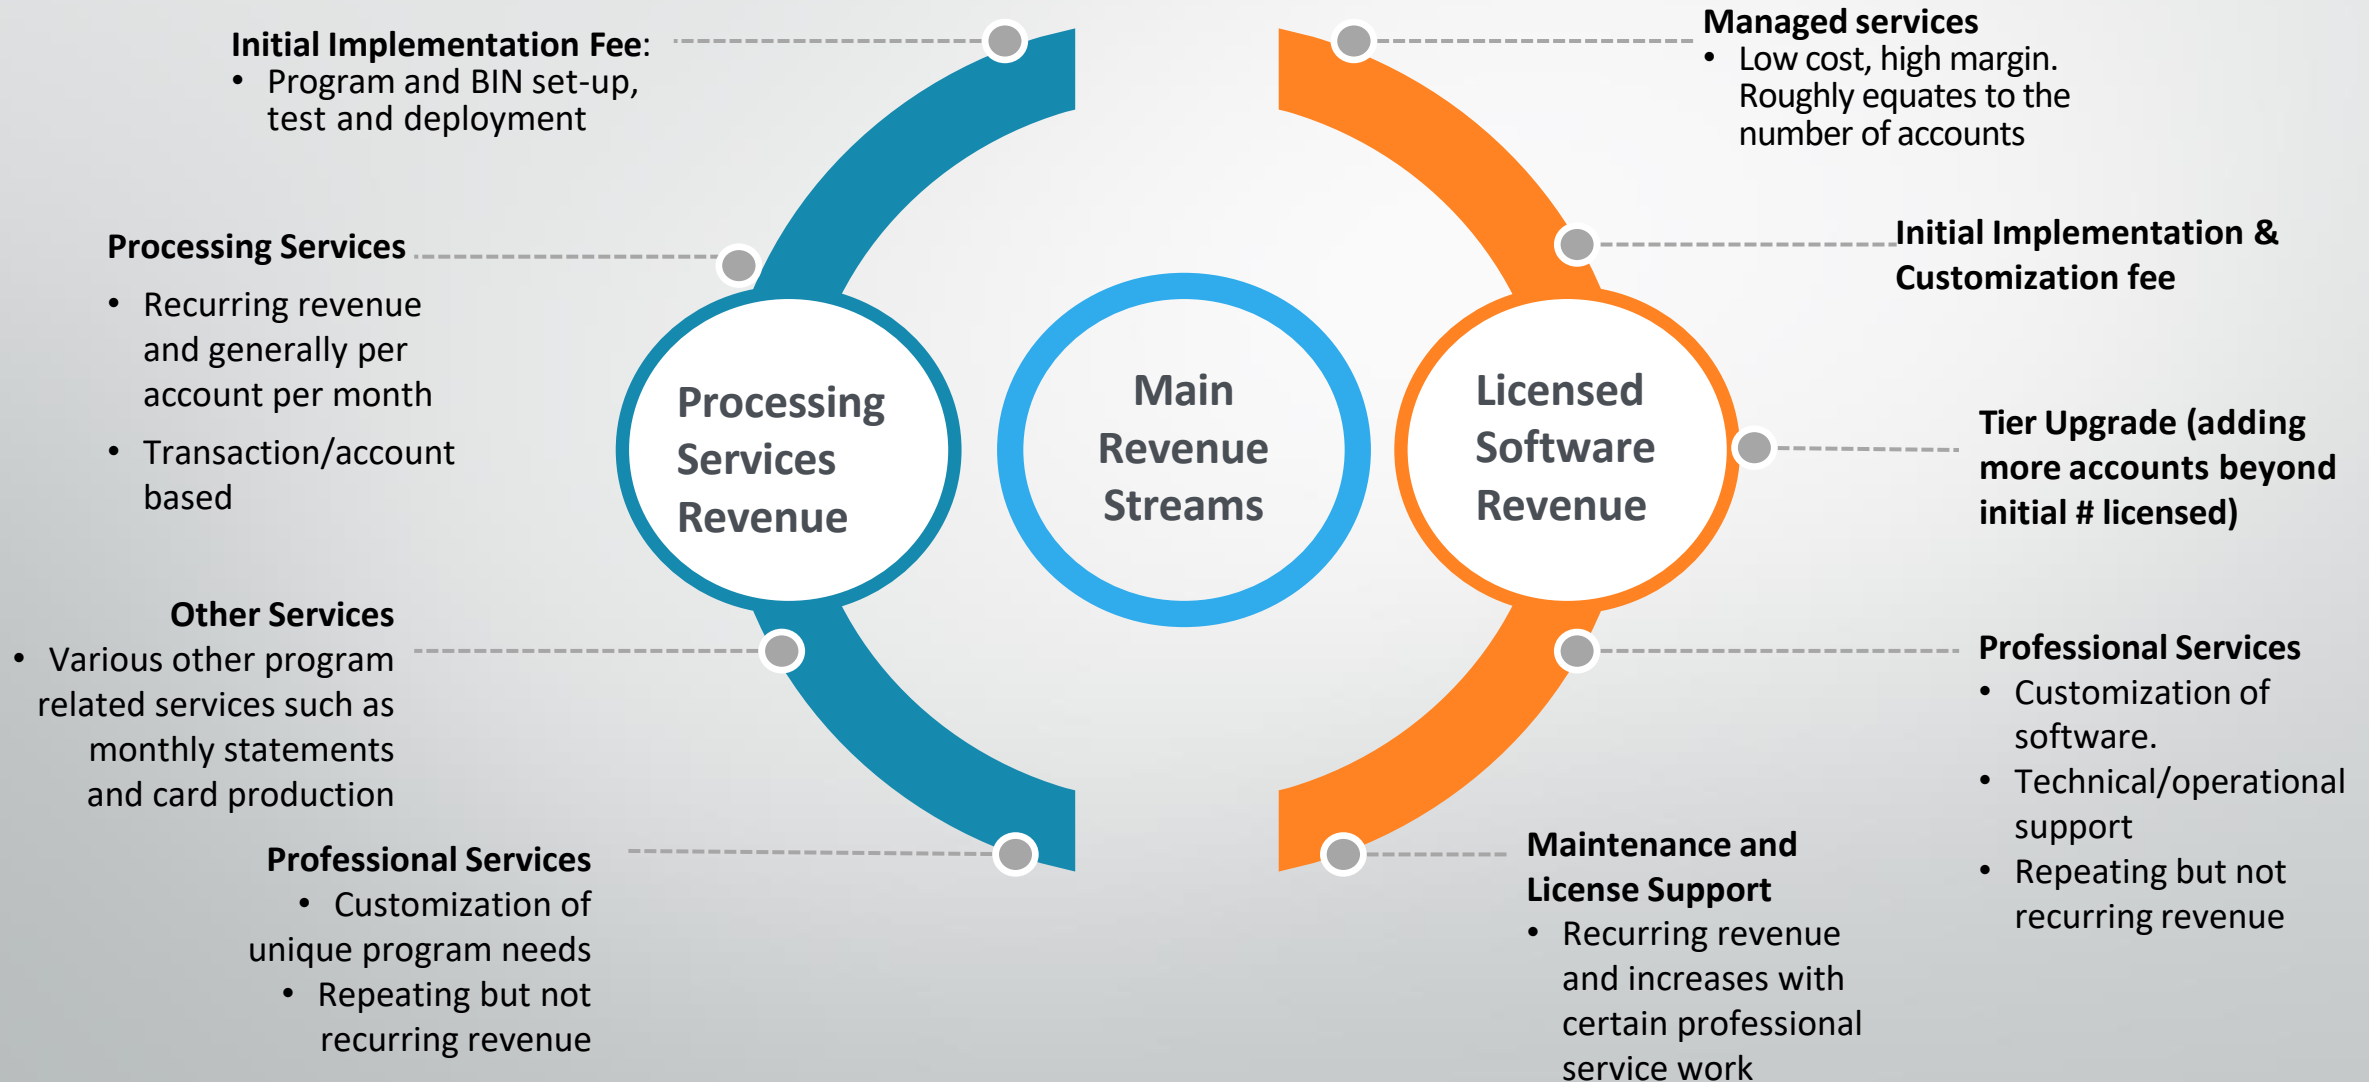 Initial Implementation Fee:
• Program and BIN set-up,
test and deployment
Processing Services
• Recurring revenue
and generally per
account per month
• Transaction/account
based
Other Services
• Various other program
related services such as
monthly statements
and card production
Professional Services
• Customization of
unique program needs
• Repeating but not
recurring revenue
Processing
Services
Revenue
Main
Revenue
Streams
Licensed
Software
Revenue
Managed services
• Low cost, high margin.
Roughly equates to the
number of accounts
Initial Implementation &
Customization fee
Tier Upgrade (adding
more accounts beyond
initial # licensed)
Professional Services
• Customization of
software.
• Technical/operational
support
• Repeating but not
recurring revenue
Maintenance and
License Support
• Recurring revenue
and increases with
certain professional
service work